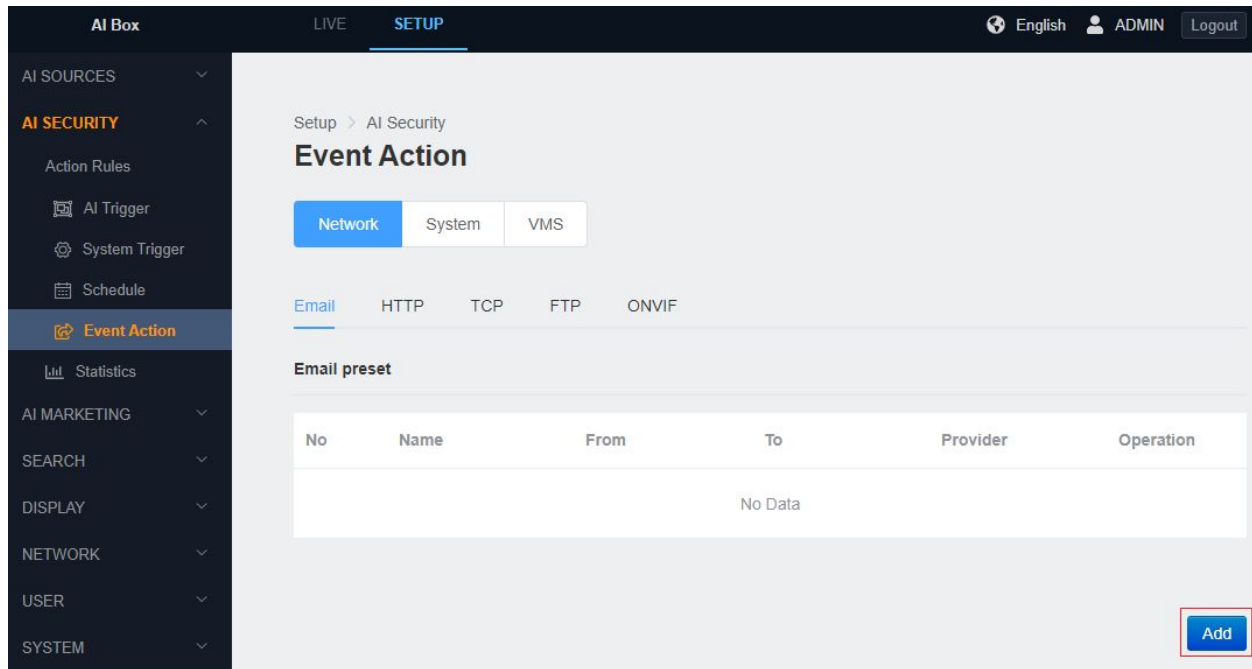 AI Box LIVE SETUP English ADMIN Logout
AI SOURCES
AI SECURITY
Action Rules
AI Trigger
System Trigger
Schedule
Event Action
Statistics
AI MARKETING
SEARCH
DISPLAY
NETWORK
USER
SYSTEM
Setup > AI Security
Event Action
Network System VMS
Email HTTP TCP FTP ONVIF
Email preset
No Name From To Provider Operation
No Data
Add